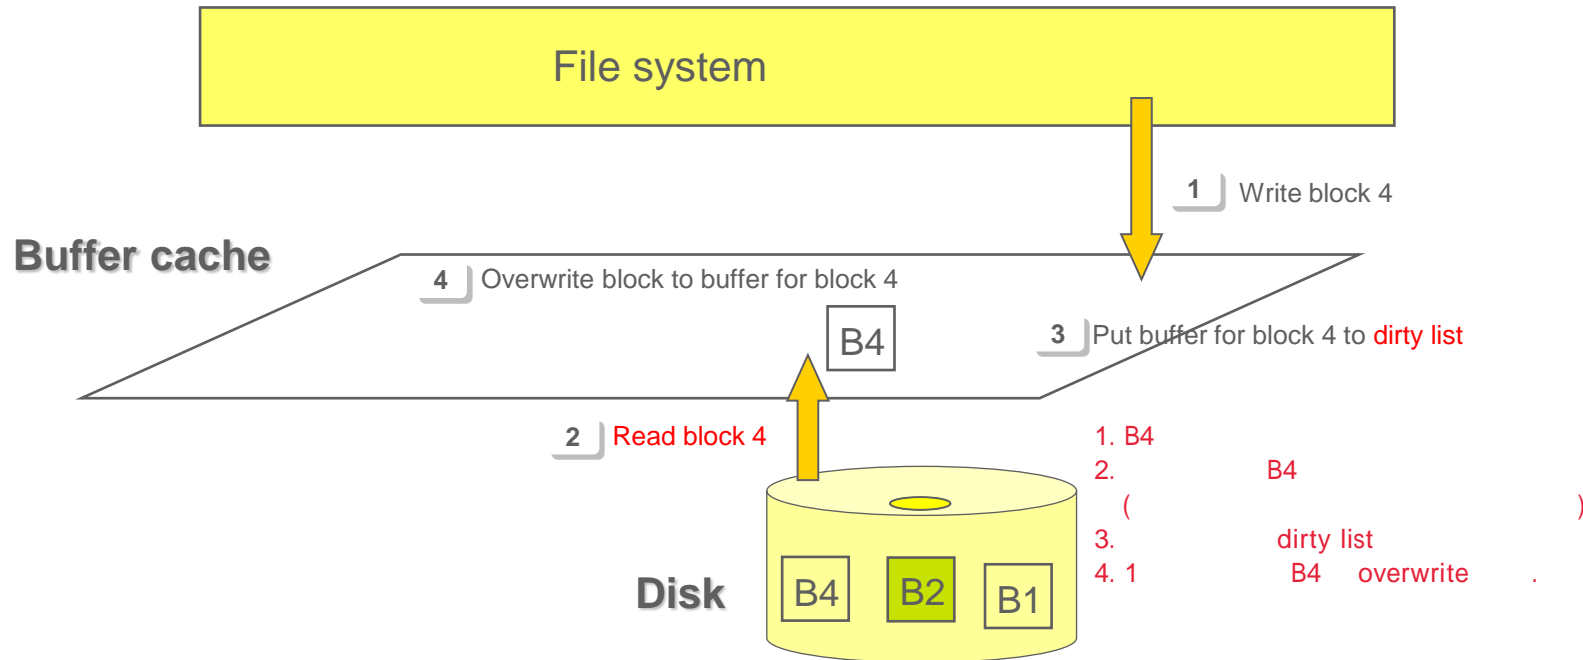 File system
1 Write block 4
Buffer cache
4 Overwrite block to buffer for block 4
B4
3 Put buffer for block 4 to dirty list
2 Read block 4
1. B4
2. B4
( )
3. dirty list
4. 1 B4 overwrite .
Disk
B4 B2 B1